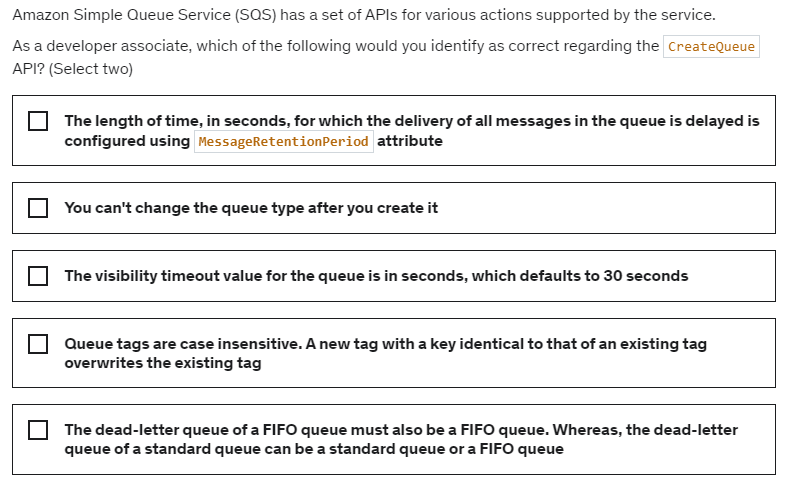 Amazon Simple Queue Service (SQS) has a set of APIs for various actions supported by the service.
As a developer associate, which of the following would you identify as correct regarding the CreateQueue
API? (Select two)
The length of time, in seconds, for which the delivery of all messages in the queue is delayed is
configured using MessageRetentionPeriod attribute
You can't change the queue type after you create it
The visibility timeout value for the queue is in seconds, which defaults to 30 seconds
Queue tags are case insensitive. A new tag with a key identical to that of an existing tag
overwrites the existing tag
The dead-letter queue of a FIFO queue must also be a FIFO queue. Whereas, the dead-letter
queue of a standard queue can be a standard queue or a FIFO queue